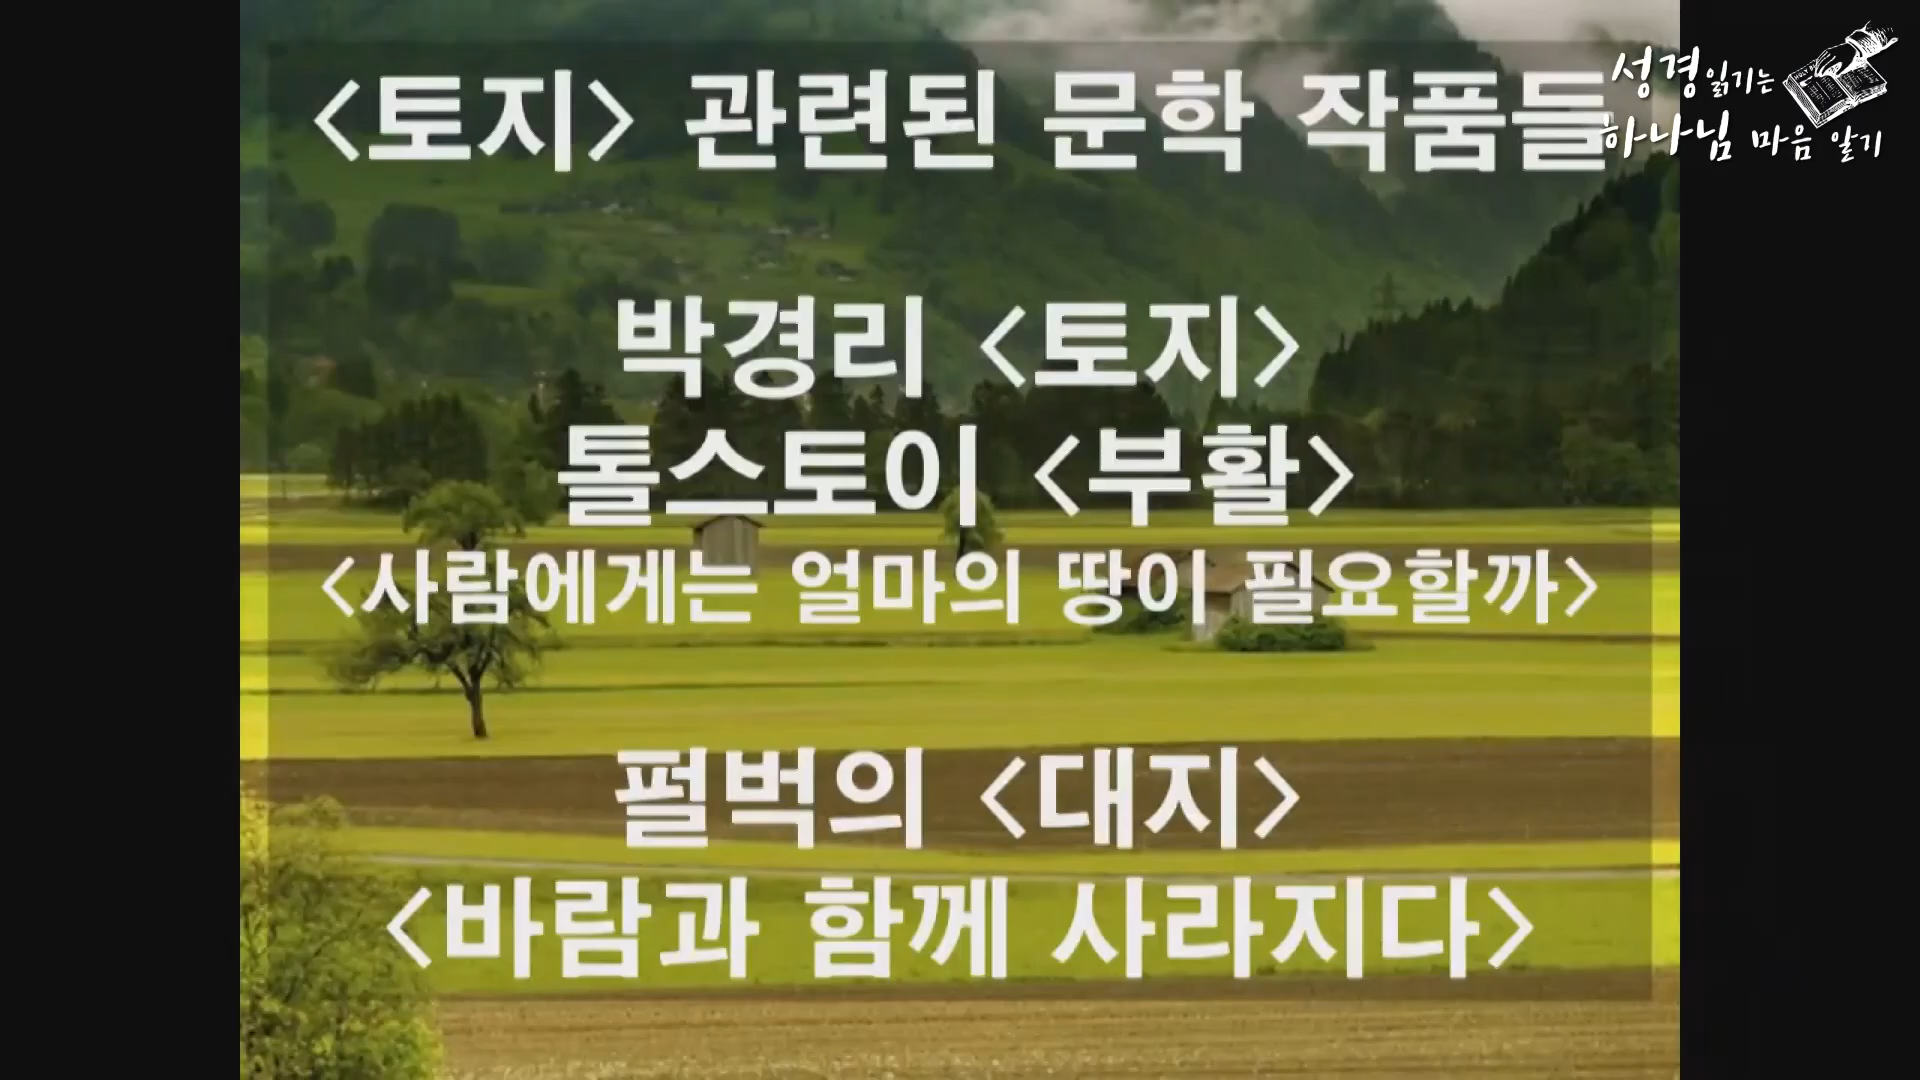 <토지> 관련된 문학 작품들
성경읽기는
하나님 마음 알기
박경리 <토지>
톨스토이 <부활>
<사람에게는 얼마의 땅이 필요할까>
펄벅의 <대지>
<바람과 함께 사라지다>